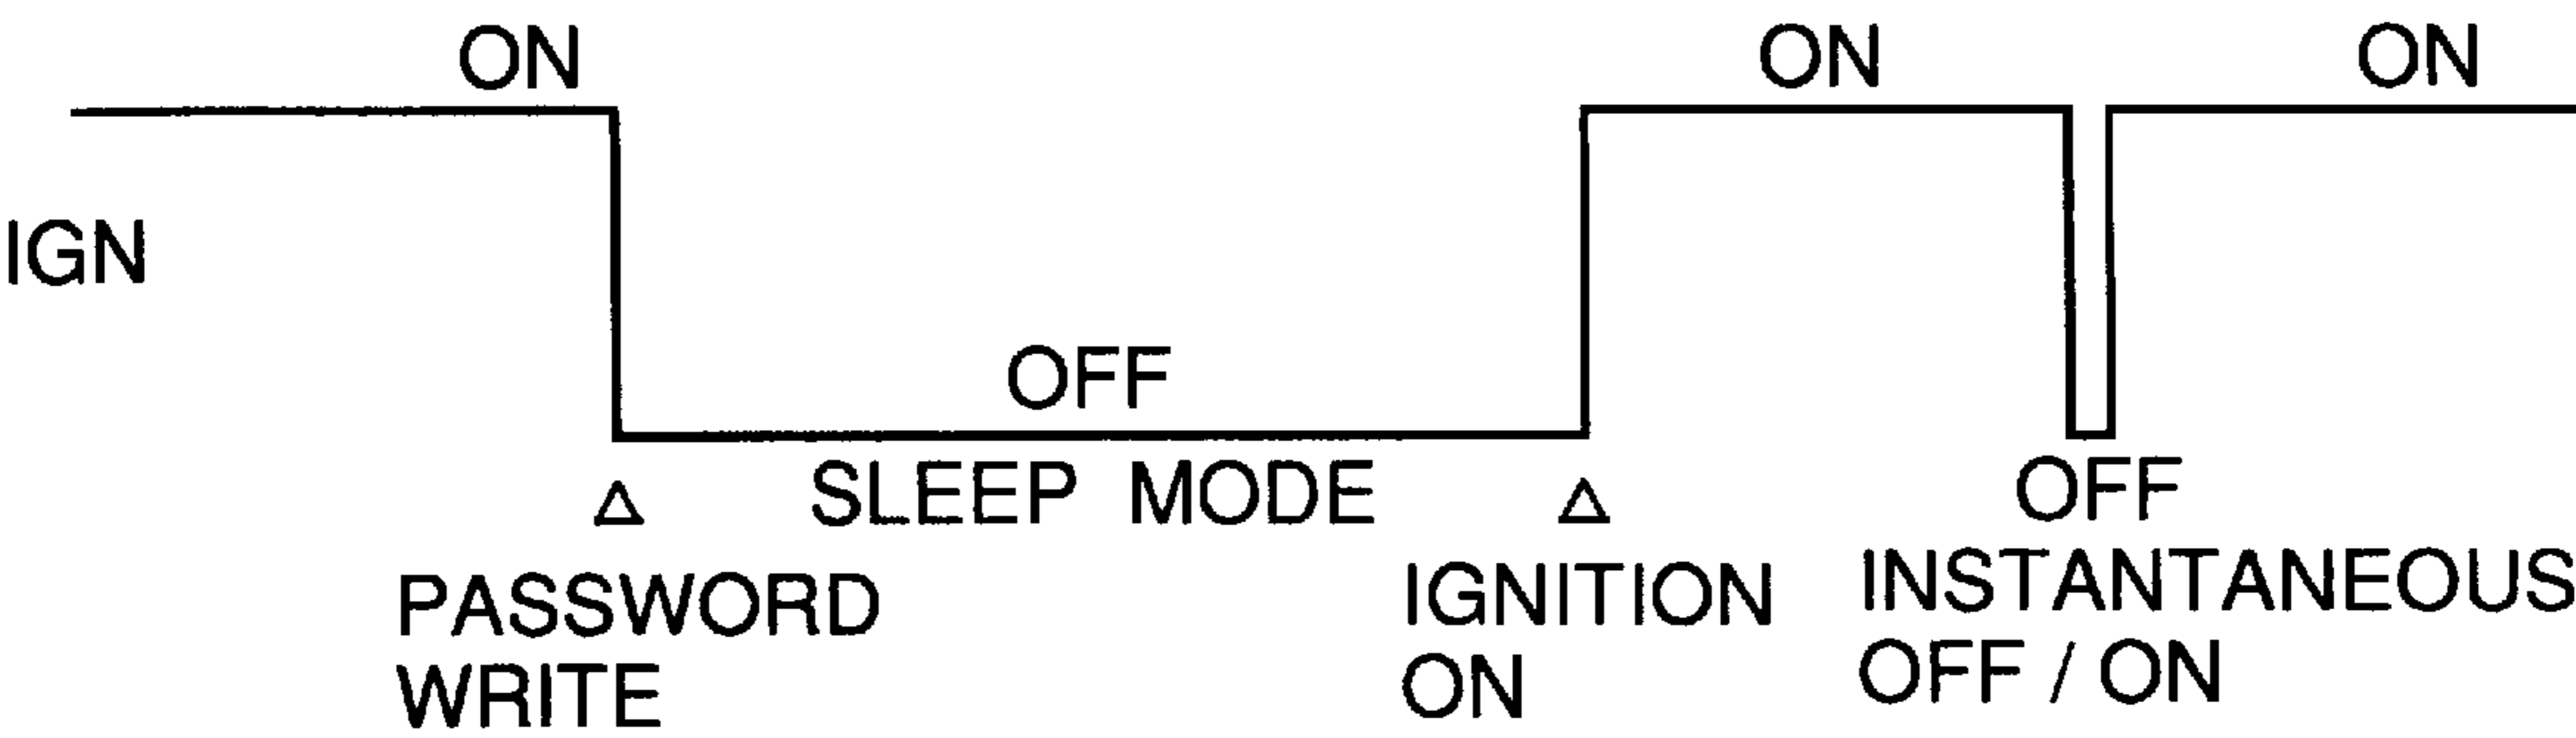 ON ON ON
IGN
OFF
SLEEP MODE
OFF
PASSWORD
WRITE
IGNITION
ON
INSTANTANEOUS
OFF / ON